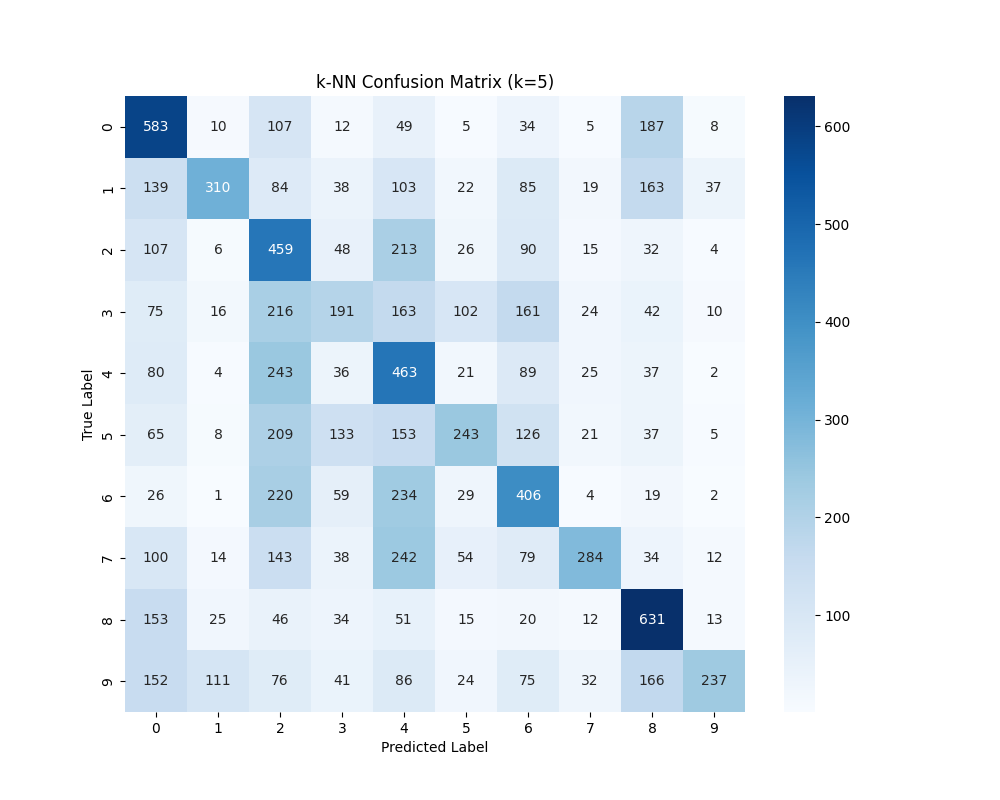 k-NN Confusion Matrix (k=5)
0 583 10 107 12 49 5 34 5 187 8
1 139 310 84 38 103 22 85 19 163 37
2 107 6 459 48 213 26 90 15 32 4
3 75 16 216 191 163 102 161 24 42 10
4 80 4 243 36 463 21 89 25 37 2
5 65 8 209 133 153 243 126 21 37 5
6 26 1 220 59 234 29 406 4 19 2
7 100 14 143 38 242 54 79 284 34 12
8 153 25 46 34 51 15 20 12 631 13
9 152 111 76 41 86 24 75 32 166 237
0 1 2 3 4 5 6 7 8 9
Predicted Label
True Label
600
500
400
300
200
100